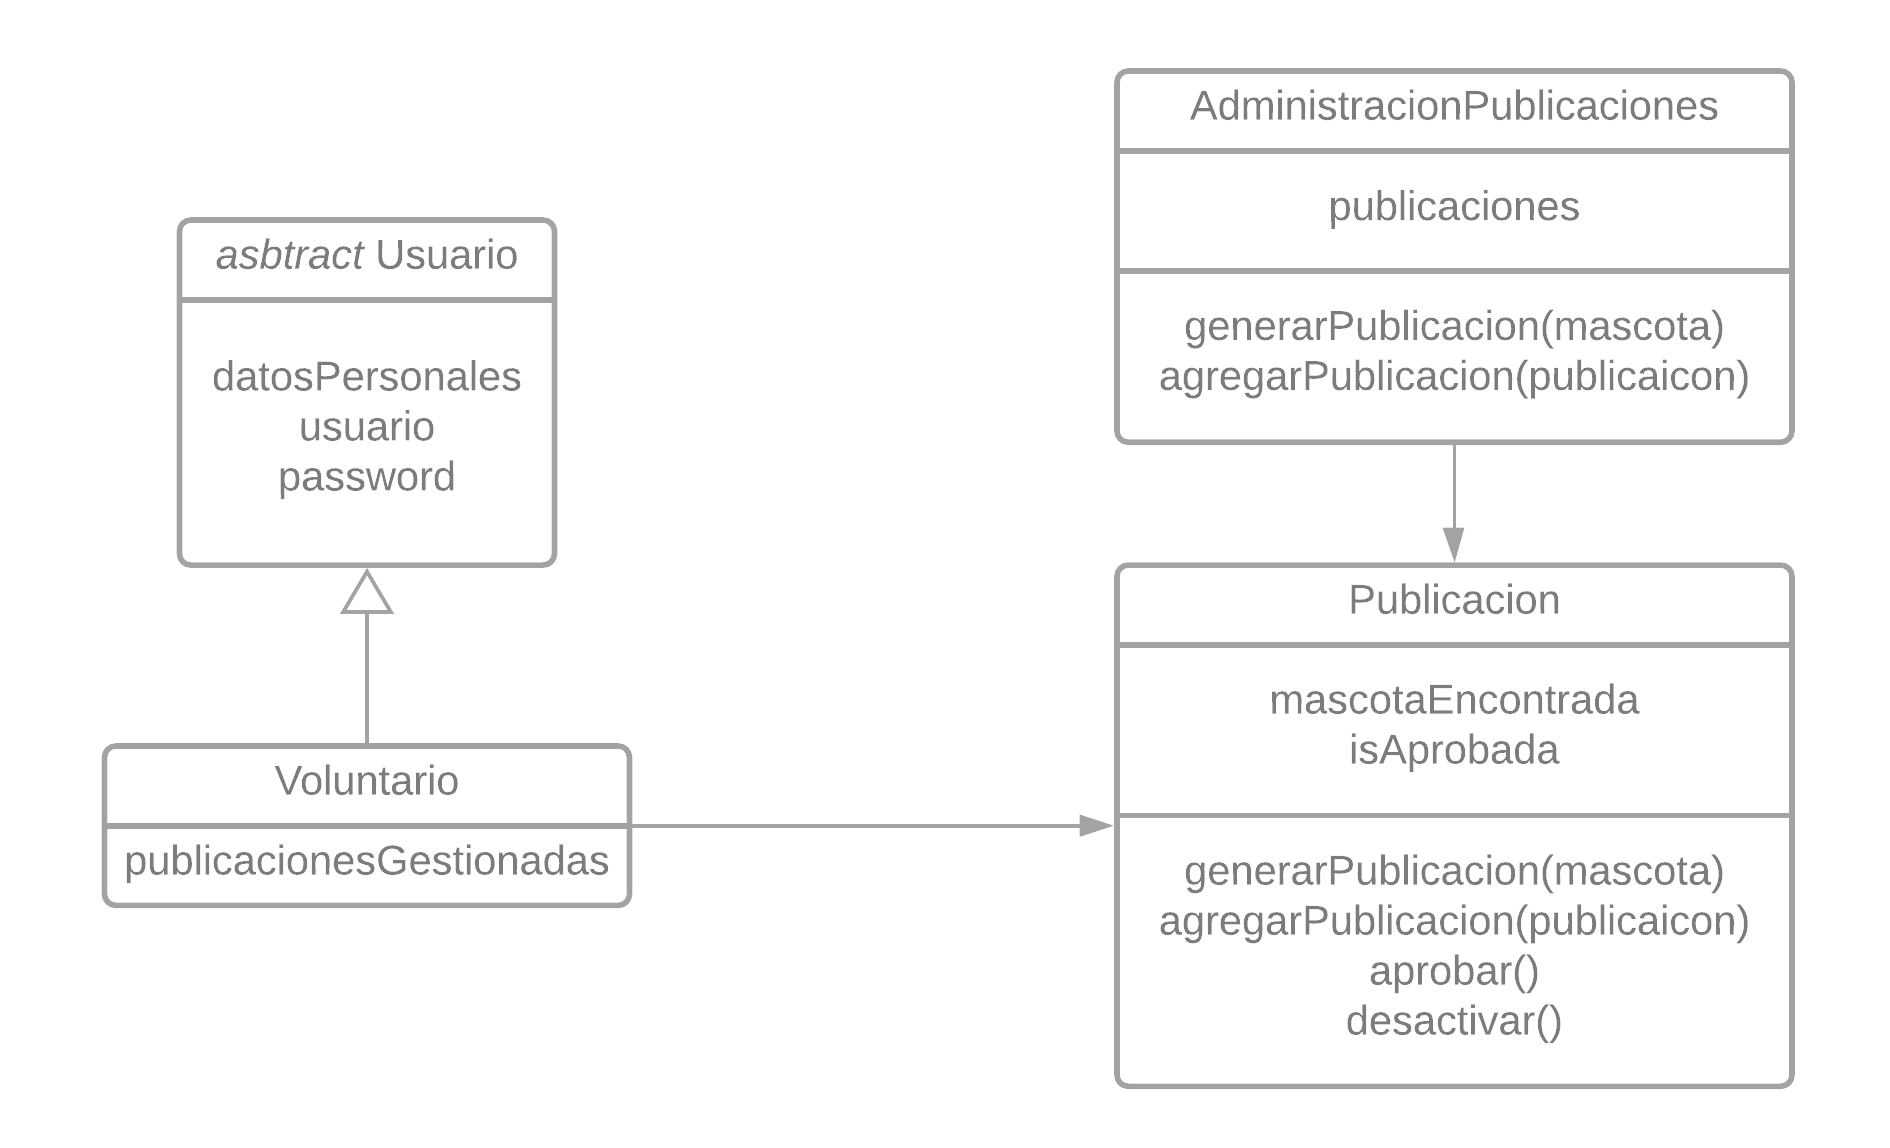 AdministracionPublicaciones
publicaciones
generarPublicacion(mascota)
agregarPublicacion(publicaicon)
asbtract Usuario
datosPersonales
usuario
password
Publicacion
mascotaEncontrada
isAprobada
generarPublicacion(mascota)
agregarPublicacion(publicaicon)
aprobar()
desactivar()
Voluntario
publicacionesGestionadas